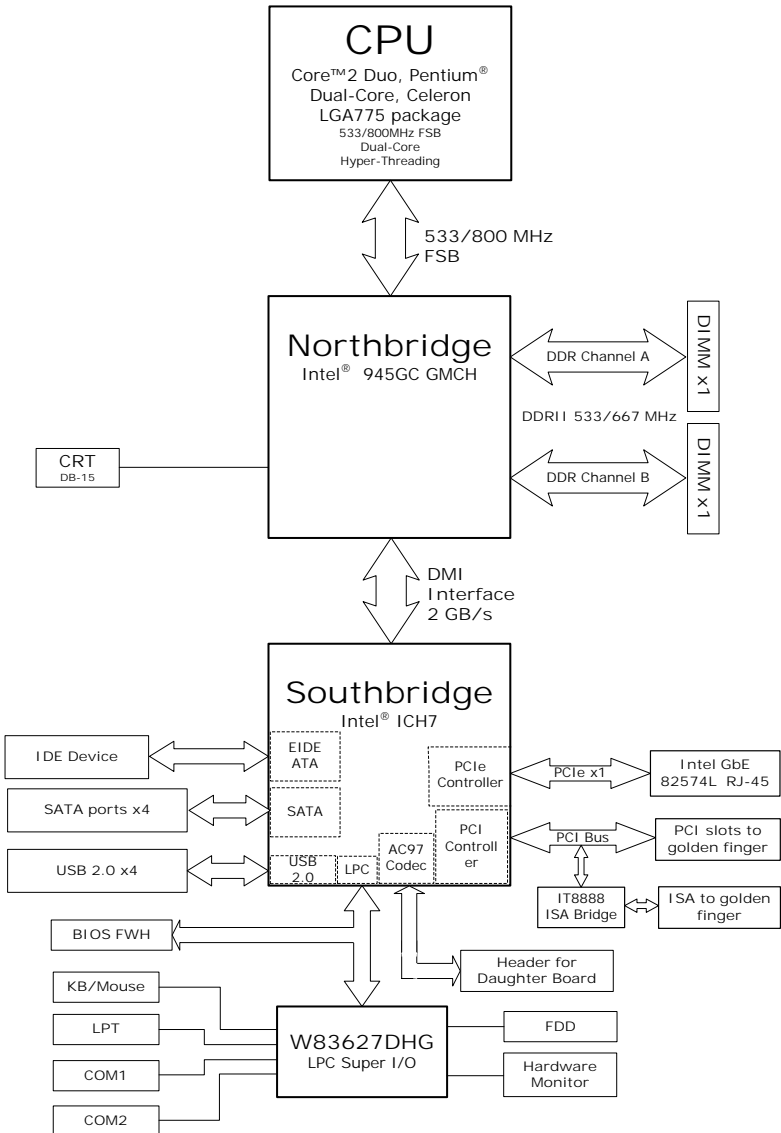 CPU
Core™2 Duo, Pentium®
Dual-Core, Celeron
LGA775 package
533/800MHz FSB
Dual-Core
Hyper-Threading
533/800 MHz
FSB
Northbridge
Intel® 945GC GMCH
DDR Channel A
DIMM x1
DDRII 533/667 MHz
CRT
DB-15
DDR Channel B
DIMM x1
DMI
Interface
2 GB/s
Southbridge
Intel® ICH7
IDE Device
EIDE
ATA
PCIe
Controller
PCIe x1
Intel GbE
82574L RJ-45
SATA ports x4
SATA
PCI
Controll
er
PCI Bus
PCI slots to
golden finger
USB 2.0 x4
USB
2.0
LPC
AC97
Codec
IT8888
ISA Bridge
ISA to golden
finger
BIOS FWH
Header for
Daughter Board
KB/Mouse
LPT
COM1
COM2
W83627DHG
LPC Super I/O
FDD
Hardware
Monitor